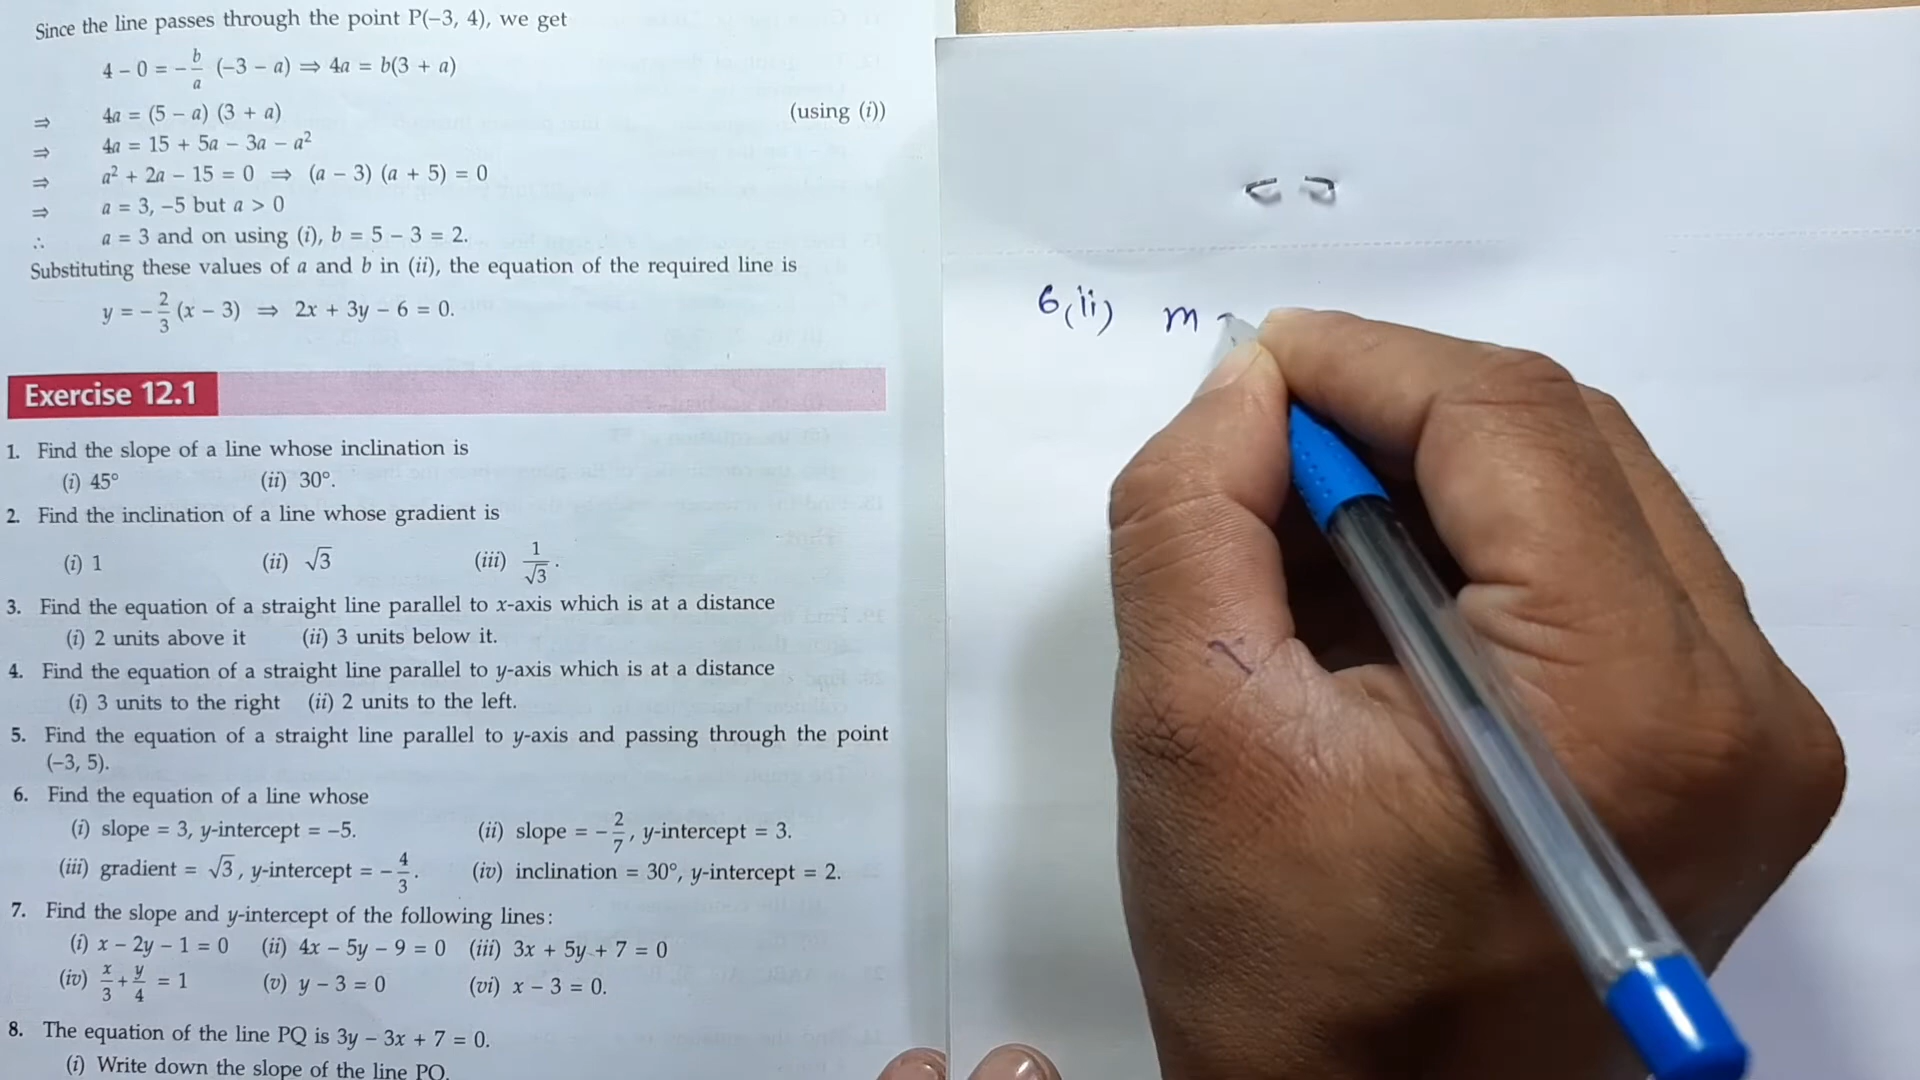 Since the line passes through the point P(−3, 4), we get
4 − 0 = − b/a (−3 − a) ⇒ 4a = b(3 + a)
⇒ 4a = (5 − a) (3 + a) (using (i))
⇒ 4a = 15 + 5a − 3a − a²
⇒ a² + 2a − 15 = 0 ⇒ (a − 3) (a + 5) = 0
⇒ a = 3, −5 but a > 0
∴ a = 3 and on using (i), b = 5 − 3 = 2.
Substituting these values of a and b in (ii), the equation of the required line is
y = − 2/3 (x − 3) ⇒ 2x + 3y − 6 = 0.
Exercise 12.1
1. Find the slope of a line whose inclination is
(i) 45° (ii) 30°.
2. Find the inclination of a line whose gradient is
(i) 1 (ii) √3 (iii) 1/√3.
3. Find the equation of a straight line parallel to x-axis which is at a distance
(i) 2 units above it (ii) 3 units below it.
4. Find the equation of a straight line parallel to y-axis which is at a distance
(i) 3 units to the right (ii) 2 units to the left.
5. Find the equation of a straight line parallel to y-axis and passing through the point
(−3, 5).
6. Find the equation of a line whose
(i) slope = 3, y-intercept = −5. (ii) slope = − 2/7, y-intercept = 3.
(iii) gradient = √3, y-intercept = − 4/3. (iv) inclination = 30°, y-intercept = 2.
7. Find the slope and y-intercept of the following lines:
(i) x − 2y − 1 = 0 (ii) 4x − 5y − 9 = 0 (iii) 3x + 5y + 7 = 0
(iv) x/3 + y/4 = 1 (v) y − 3 = 0 (vi) x − 3 = 0.
8. The equation of the line PQ is 3y − 3x + 7 = 0.
(i) Write down the slope of the line PQ.
6(ii) m